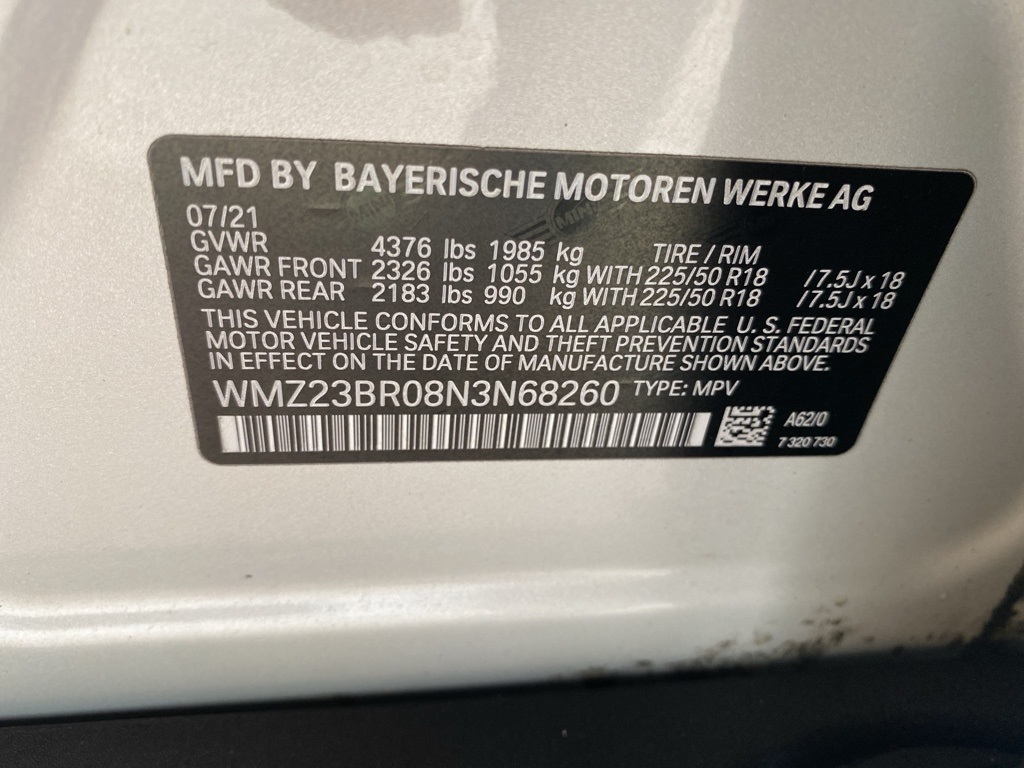 MFD BY BAYERISCHE MOTOREN WERKE AG
07/21
GVWR 4376 lbs 1985 kg TIRE / RIM
GAWR FRONT 2326 lbs 1055 kg WITH 225/50 R18 /7.5J x 18
GAWR REAR 2183 lbs 990 kg WITH 225/50 R18 /7.5J x 18
THIS VEHICLE CONFORMS TO ALL APPLICABLE U. S. FEDERAL
MOTOR VEHICLE SAFETY AND THEFT PREVENTION STANDARDS
IN EFFECT ON THE DATE OF MANUFACTURE SHOWN ABOVE.
WMZ23BR08N3N68260 TYPE: MPV
A62/0
7 320 730